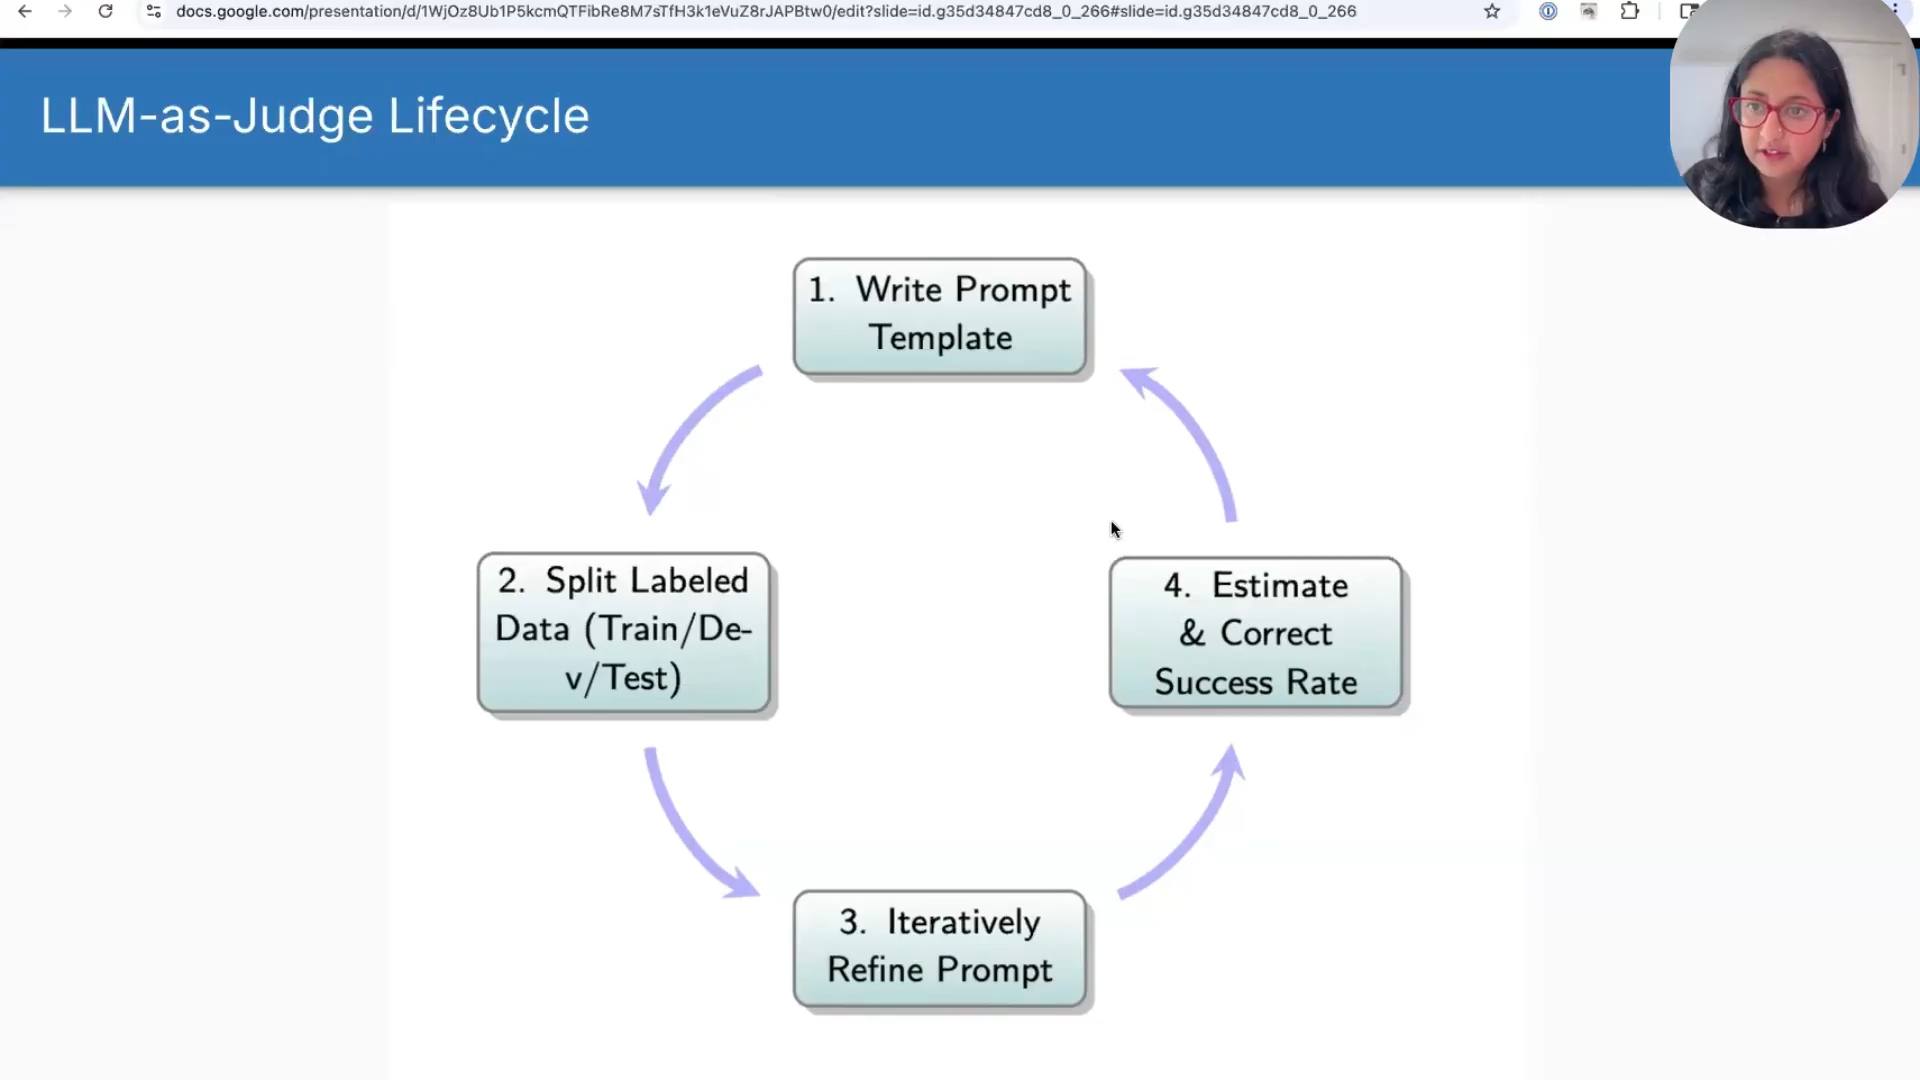 docs.google.com/presentation/d/1WjOz8Ub1P5kcmQTFibRe8M7sTfH3k1eVuZ8rJAPBtw0/edit?slide=id.g35d34847cd8_0_266#slide=id.g35d34847cd8_0_266
LLM-as-Judge Lifecycle
1. Write Prompt
Template
2. Split Labeled
Data (Train/De-
v/Test)
4. Estimate
& Correct
Success Rate
3. Iteratively
Refine Prompt